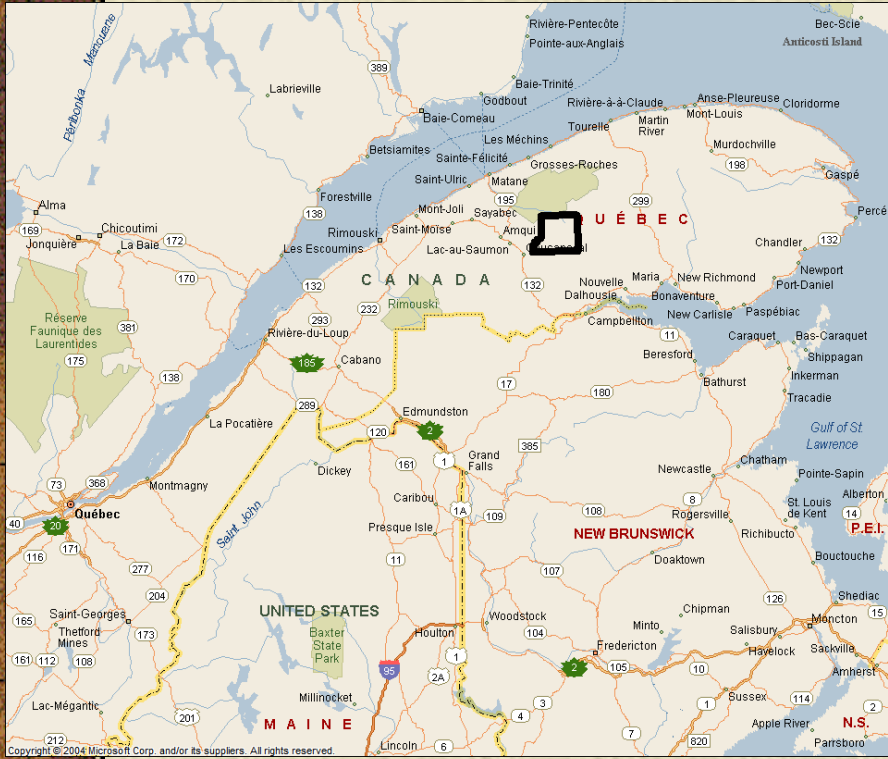 Rivière-Pentecôte
Bec-Scie
Manouane
Pointe-aux-Anglais
Anticosti Island
389
Baie-Trinité
Labrieville
Péribonka
Godbout
Rivière-à-à-Claude
Anse-Pleureuse
Cloridorme
Baie-Comeau
Tourelle
Martin
River
Mont-Louis
Les Méchins
Murdochville
Betsiamites
Sainte-Félicité
Grosses-Roches
198
Gaspé
Saint-Ulric
Matane
Forestville
195
299
Alma
138
Mont-Joli
Sayabec
QUÉBEC
Percé
169
Chicoutimi
Rimouski
Saint-Moïse
Amqui
Jonquière
172
La Baie
Les Escoumins
Lac-au-Saumon
Chandler
132
170
132
CANADA
132
Nouvelle
Maria
New Richmond
Newport
Port-Daniel
Dalhousie
Bonaventure
Rimouski
232
New Carlisle
Paspébiac
Réserve
Faunique des
Laurentides
381
293
Campbellton
11
Caraquet
Bas-Caraquet
Rivière-du-Loup
Beresford
Shippagan
175
185
Cabano
Inkerman
138
17
180
Bathurst
Tracadie
289
La Pocatière
Edmundston
120
2
Gulf of St.
Lawrence
385
Grand
Falls
1
161
Dickey
Newcastle
Chatham
Pointe-Sapin
73
368
Montmagny
Caribou
8
Alberton
Québec
1A
109
108
Rogersville
St. Louis
de Kent
14
40
20
Saint John
Presque Isle
NEW BRUNSWICK
Richibucto
P.E.I.
171
116
11
Doaktown
Bouctouche
277
107
204
Shediac
Saint-Georges
UNITED STATES
126
165
Thetford
Mines
173
Baxter
State
Park
Woodstock
Chipman
Moncton
15
Houlton
104
Minto
Salisbury
161
112
108
1
Fredericton
Havelock
Sackville
95
2
105
10
Amherst
2A
Millinocket
Sussex
114
Lac-Mégantic
3
1
2
201
MAINE
4
Apple River
N.S.
212
Lincoln
6
7
820
Parrsboro
Copyright © 2004 Microsoft Corp. and/or its suppliers. All rights reserved.